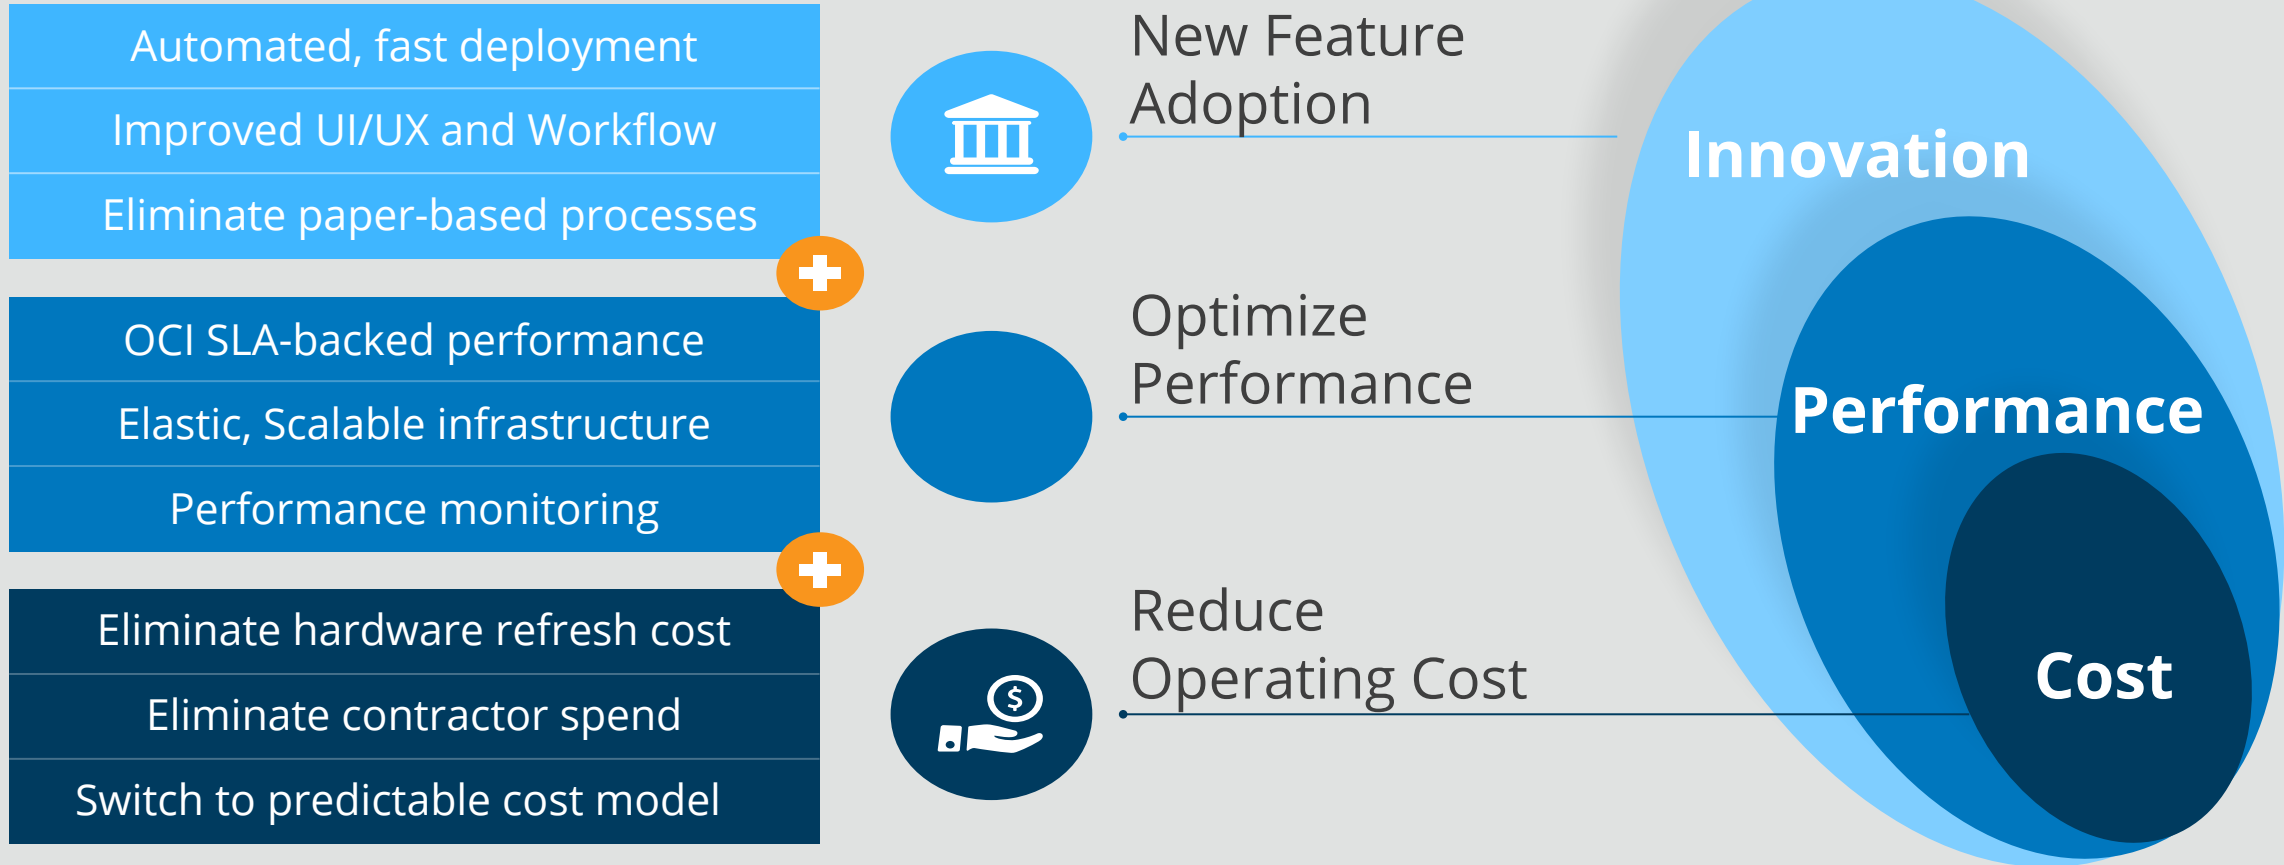 Automated, fast deployment
Improved UI/UX and Workflow
Eliminate paper-based processes
OCI SLA-backed performance
Elastic, Scalable infrastructure
Performance monitoring
Eliminate hardware refresh cost
Eliminate contractor spend
Switch to predictable cost model
New Feature
Adoption
Optimize
Performance
Reduce
Operating Cost
$
Innovation
Performance
Cost